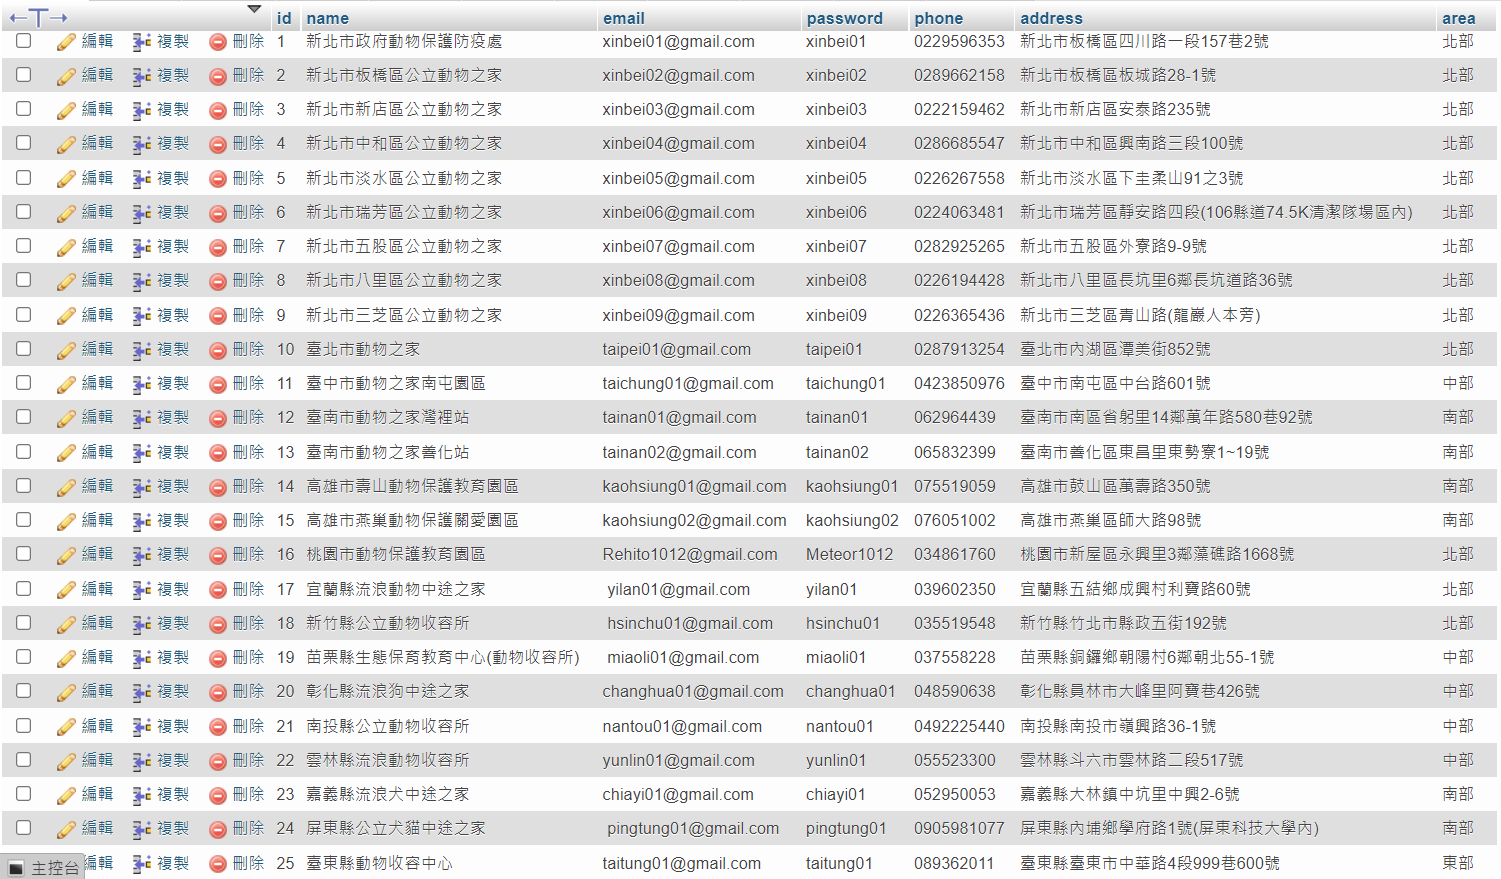 ←T→ id name email password phone address area
編輯 複製 刪除 1 新北市政府動物保護防疫處 xinbei01@gmail.com xinbei01 0229596353 新北市板橋區四川路一段157巷2號 北部
編輯 複製 刪除 2 新北市板橋區公立動物之家 xinbei02@gmail.com xinbei02 0289662158 新北市板橋區板城路28-1號 北部
編輯 複製 刪除 3 新北市新店區公立動物之家 xinbei03@gmail.com xinbei03 0222159462 新北市新店區安泰路235號 北部
編輯 複製 刪除 4 新北市中和區公立動物之家 xinbei04@gmail.com xinbei04 0286685547 新北市中和區興南路三段100號 北部
編輯 複製 刪除 5 新北市淡水區公立動物之家 xinbei05@gmail.com xinbei05 0226267558 新北市淡水區下圭柔山91之3號 北部
編輯 複製 刪除 6 新北市瑞芳區公立動物之家 xinbei06@gmail.com xinbei06 0224063481 新北市瑞芳區靜安路四段(106縣道74.5K清潔隊場區內) 北部
編輯 複製 刪除 7 新北市五股區公立動物之家 xinbei07@gmail.com xinbei07 0282925265 新北市五股區外寮路9-9號 北部
編輯 複製 刪除 8 新北市八里區公立動物之家 xinbei08@gmail.com xinbei08 0226194428 新北市八里區長坑里6鄰長坑道路36號 北部
編輯 複製 刪除 9 新北市三芝區公立動物之家 xinbei09@gmail.com xinbei09 0226365436 新北市三芝區青山路(龍巖人本旁) 北部
編輯 複製 刪除 10 臺北市動物之家 taipei01@gmail.com taipei01 0287913254 臺北市內湖區潭美街852號 北部
編輯 複製 刪除 11 臺中市動物之家南屯園區 taichung01@gmail.com taichung01 0423850976 臺中市南屯區中台路601號 中部
編輯 複製 刪除 12 臺南市動物之家灣裡站 tainan01@gmail.com tainan01 062964439 臺南市南區省躬里14鄰萬年路580巷92號 南部
編輯 複製 刪除 13 臺南市動物之家善化站 tainan02@gmail.com tainan02 065832399 臺南市善化區東昌里東勢寮1~19號 南部
編輯 複製 刪除 14 高雄市壽山動物保護教育園區 kaohsiung01@gmail.com kaohsiung01 075519059 高雄市鼓山區萬壽路350號 南部
編輯 複製 刪除 15 高雄市燕巢動物保護關愛園區 kaohsiung02@gmail.com kaohsiung02 076051002 高雄市燕巢區師大路98號 南部
編輯 複製 刪除 16 桃園市動物保護教育園區 Rehito1012@gmail.com Meteor1012 034861760 桃園市新屋區永興里3鄰藻礁路1668號 北部
編輯 複製 刪除 17 宜蘭縣流浪動物中途之家 yilan01@gmail.com yilan01 039602350 宜蘭縣五結鄉成興村利寶路60號 北部
編輯 複製 刪除 18 新竹縣公立動物收容所 hsinchu01@gmail.com hsinchu01 035519548 新竹縣竹北市縣政五街192號 北部
編輯 複製 刪除 19 苗栗縣生態保育教育中心(動物收容所) miaoli01@gmail.com miaoli01 037558228 苗栗縣銅鑼鄉朝陽村6鄰朝北55-1號 中部
編輯 複製 刪除 20 彰化縣流浪狗中途之家 changhua01@gmail.com changhua01 048590638 彰化縣員林市大峰里阿寶巷426號 中部
編輯 複製 刪除 21 南投縣公立動物收容所 nantou01@gmail.com nantou01 0492225440 南投縣南投市嶺興路36-1號 中部
編輯 複製 刪除 22 雲林縣流浪動物收容所 yunlin01@gmail.com yunlin01 055523300 雲林縣斗六市雲林路二段517號 中部
編輯 複製 刪除 23 嘉義縣流浪犬中途之家 chiayi01@gmail.com chiayi01 052950053 嘉義縣大林鎮中坑里中興2-6號 南部
編輯 複製 刪除 24 屏東縣公立犬貓中途之家 pingtung01@gmail.com pingtung01 0905981077 屏東縣內埔鄉學府路1號(屏東科技大學內) 南部
主控台 編輯 複製 刪除 25 臺東縣動物收容中心 taitung01@gmail.com taitung01 089362011 臺東縣臺東市中華路4段999巷600號 東部